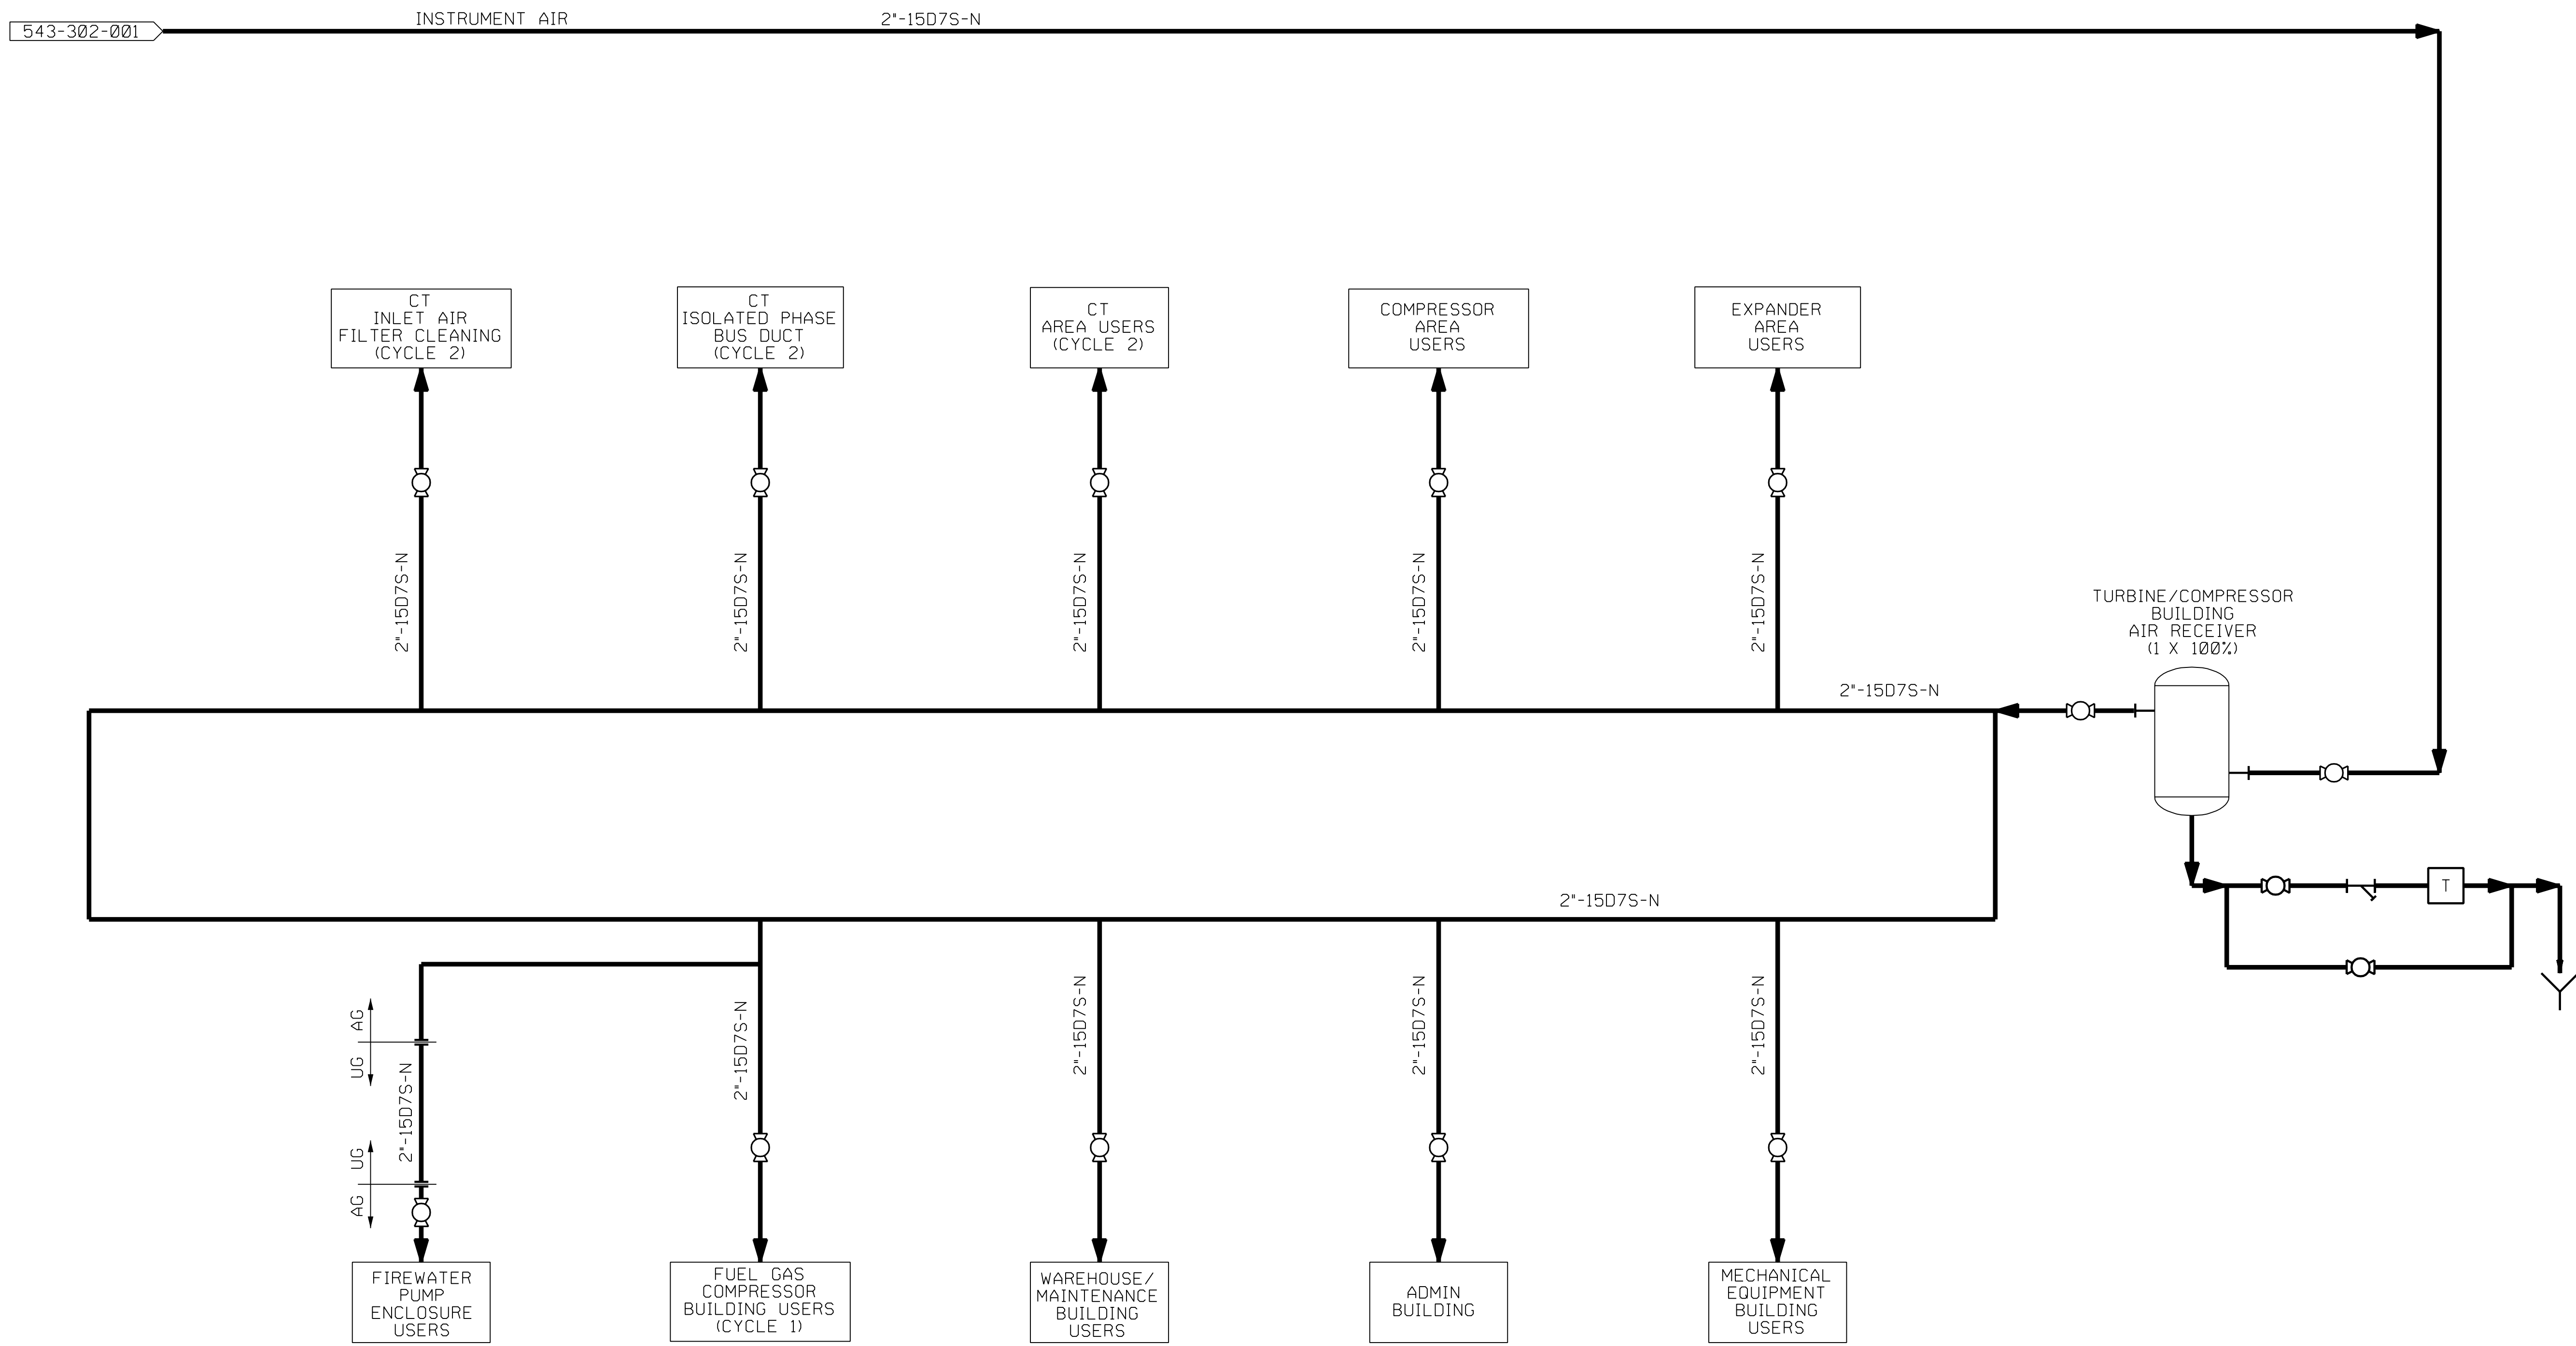 INSTRUMENT AIR
2"-15D7S-N
543-302-001
CT
INLET AIR
FILTER CLEANING
(CYCLE 2)
CT
ISOLATED PHASE
BUS DUCT
(CYCLE 2)
CT
AREA USERS
(CYCLE 2)
COMPRESSOR
AREA
USERS
EXPANDER
AREA
USERS
2"-15D7S-N
2"-15D7S-N
2"-15D7S-N
2"-15D7S-N
2"-15D7S-N
TURBINE/COMPRESSOR
BUILDING
AIR RECEIVER
(1 X 100%)
2"-15D7S-N
T
2"-15D7S-N
AG
UG
2"-15D7S-N
UG
AG
2"-15D7S-N
2"-15D7S-N
2"-15D7S-N
2"-15D7S-N
FIREWATER
PUMP
ENCLOSURE
USERS
FUEL GAS
COMPRESSOR
BUILDING USERS
(CYCLE 1)
WAREHOUSE/
MAINTENANCE
BUILDING
USERS
ADMIN
BUILDING
MECHANICAL
EQUIPMENT
BUILDING
USERS